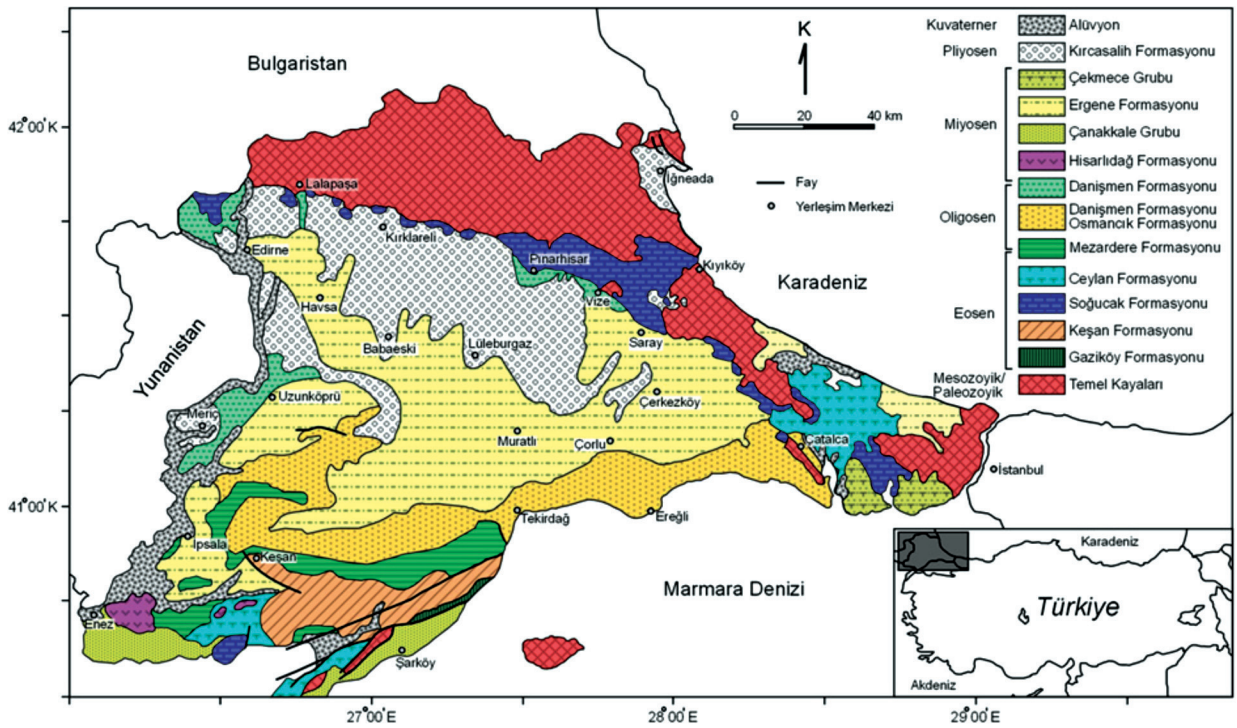 Bulgaristan
K
0 20 40 km
Fay
Yerleşim Merkezi
Kuvaterner
Alüvyon
Pliyosen
Kırcasalih Formasyonu
Miyosen
Çekmece Grubu
Ergene Formasyonu
Çanakkale Grubu
Hisarlıdağ Formasyonu
Oligosen
Danişmen Formasyonu
Danişmen Formasyonu
Osmancık Formasyonu
Mezardere Formasyonu
Eosen
Ceylan Formasyonu
Soğucak Formasyonu
Keşan Formasyonu
Gaziköy Formasyonu
Mesozoyik/
Paleozoyik
Temel Kayaları
42°00' K
41°00' K
Lalapaşa
İğneada
Kırklareli
Edirne
Pınarhisar
Kıyıköy
Karadeniz
Vize
Havsa
Yunanistan
Babaeski
Lüleburgaz
Saray
Uzunköprü
Çerkezköy
Meriç
Muratlı
Çorlu
Çatalca
İstanbul
Tekirdağ
Ereğli
İpsala
Keşan
Marmara Denizi
Enez
Şarköy
Karadeniz
Türkiye
Akdeniz
27°00' E
28°00' E
29°00' E